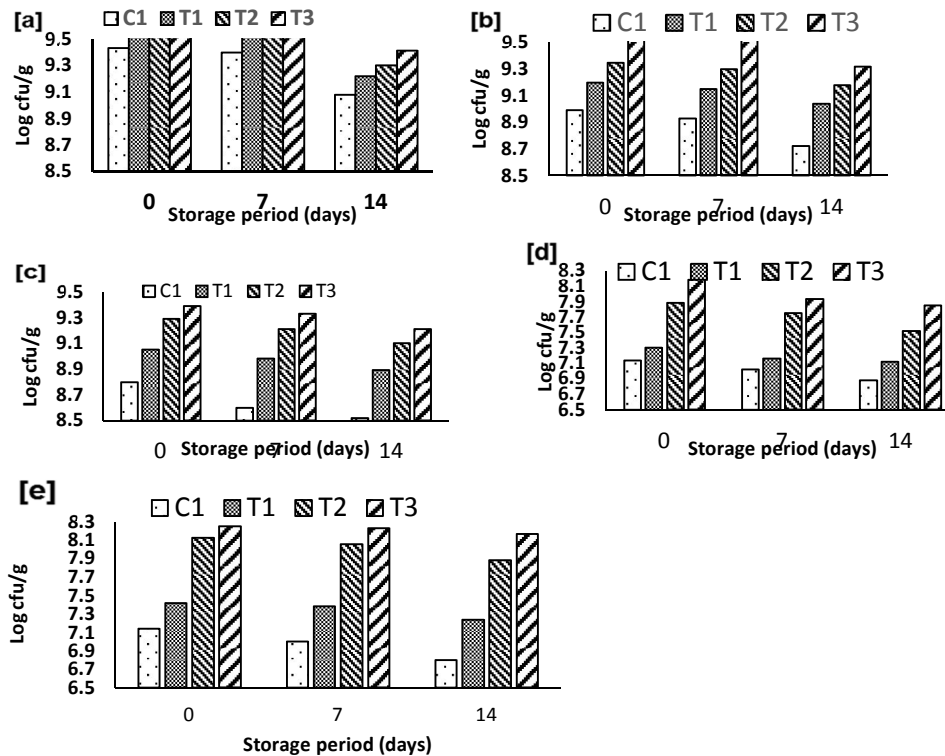 [a] C1 T1 T2 T3
9.5
9.3
9.1
8.9
8.7
8.5
Log cfu/g
0 7 14
Storage period (days)
[b] C1 T1 T2 T3
9.5
9.3
9.1
8.9
8.7
8.5
Log cfu/g
0 7 14
Storage period (days)
[c] C1 T1 T2 T3
9.5
9.3
9.1
8.9
8.7
8.5
Log cfu/g
0 7 14
Storage period (days)
[d] C1 T1 T2 T3
8.3
8.1
7.9
7.7
7.5
7.3
7.1
6.9
6.7
6.5
Log cfu/g
0 7 14
Storage period (days)
[e] C1 T1 T2 T3
8.3
8.1
7.9
7.7
7.5
7.3
7.1
6.9
6.7
6.5
Log cfu/g
0 7 14
Storage period (days)